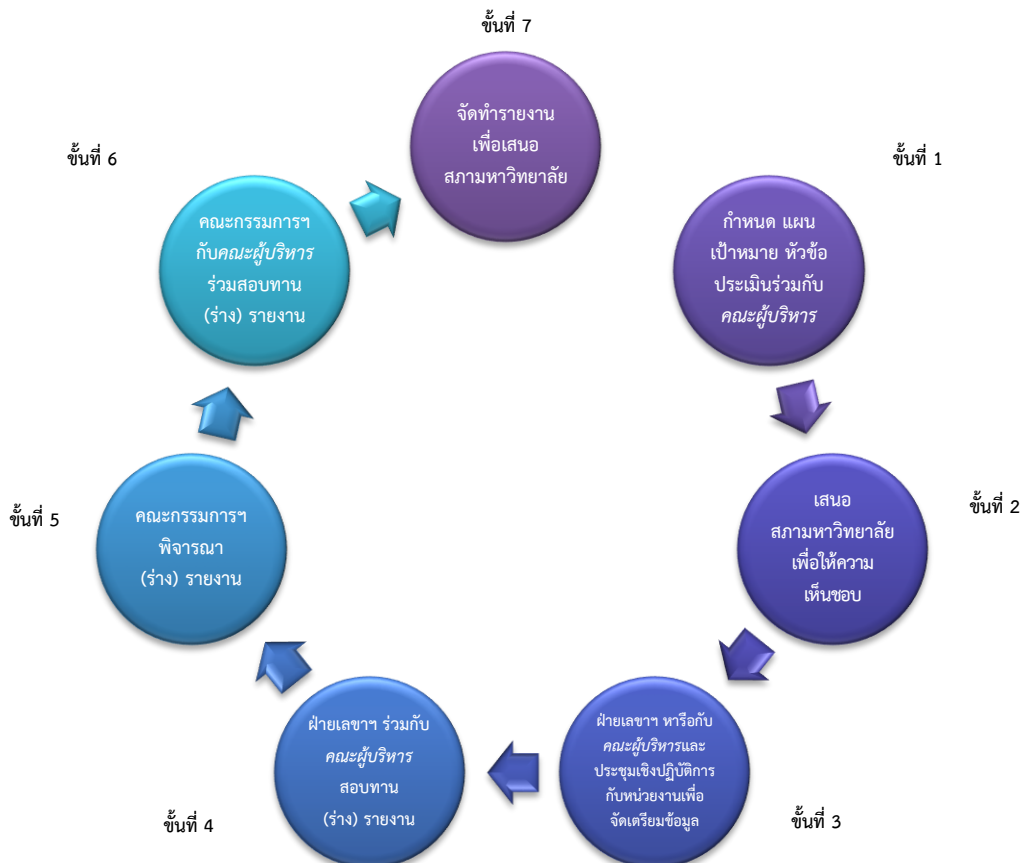 ขั้นที่ 7
จัดทำรายงาน
เพื่อเสนอ
สภามหาวิทยาลัย
ขั้นที่ 1
กำหนด แผน
เป้าหมาย หัวข้อ
ประเมินร่วมกับ
คณะผู้บริหาร
ขั้นที่ 2
เสนอ
สภามหาวิทยาลัย
เพื่อให้ความ
เห็นชอบ
ขั้นที่ 3
ฝ่ายเลขาฯ หารือกับ
คณะผู้บริหารและ
ประชุมเชิงปฏิบัติการ
กับหน่วยงานเพื่อ
จัดเตรียมข้อมูล
ขั้นที่ 4
ฝ่ายเลขาฯ ร่วมกับ
คณะผู้บริหาร
สอบทาน
(ร่าง) รายงาน
ขั้นที่ 5
คณะกรรมการฯ
พิจารณา
(ร่าง) รายงาน
ขั้นที่ 6
คณะกรรมการฯ
กับคณะผู้บริหาร
ร่วมสอบทาน
(ร่าง) รายงาน